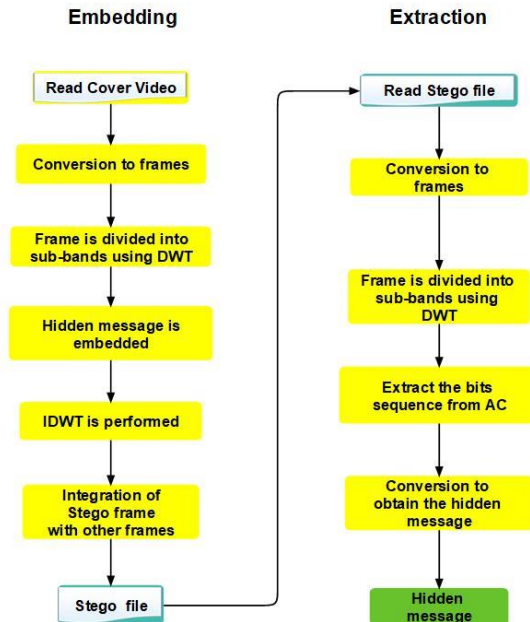 Embedding
Read Cover Video
Conversion to frames
Frame is divided into
sub-bands using DWT
Hidden message is
embedded
IDWT is performed
Integration of
Stego frame
with other frames
Stego file
Extraction
Read Stego file
Conversion to
frames
Frame is divided into
sub-bands using
DWT
Extract the bits
sequence from AC
Conversion to
obtain the hidden
message
Hidden
message